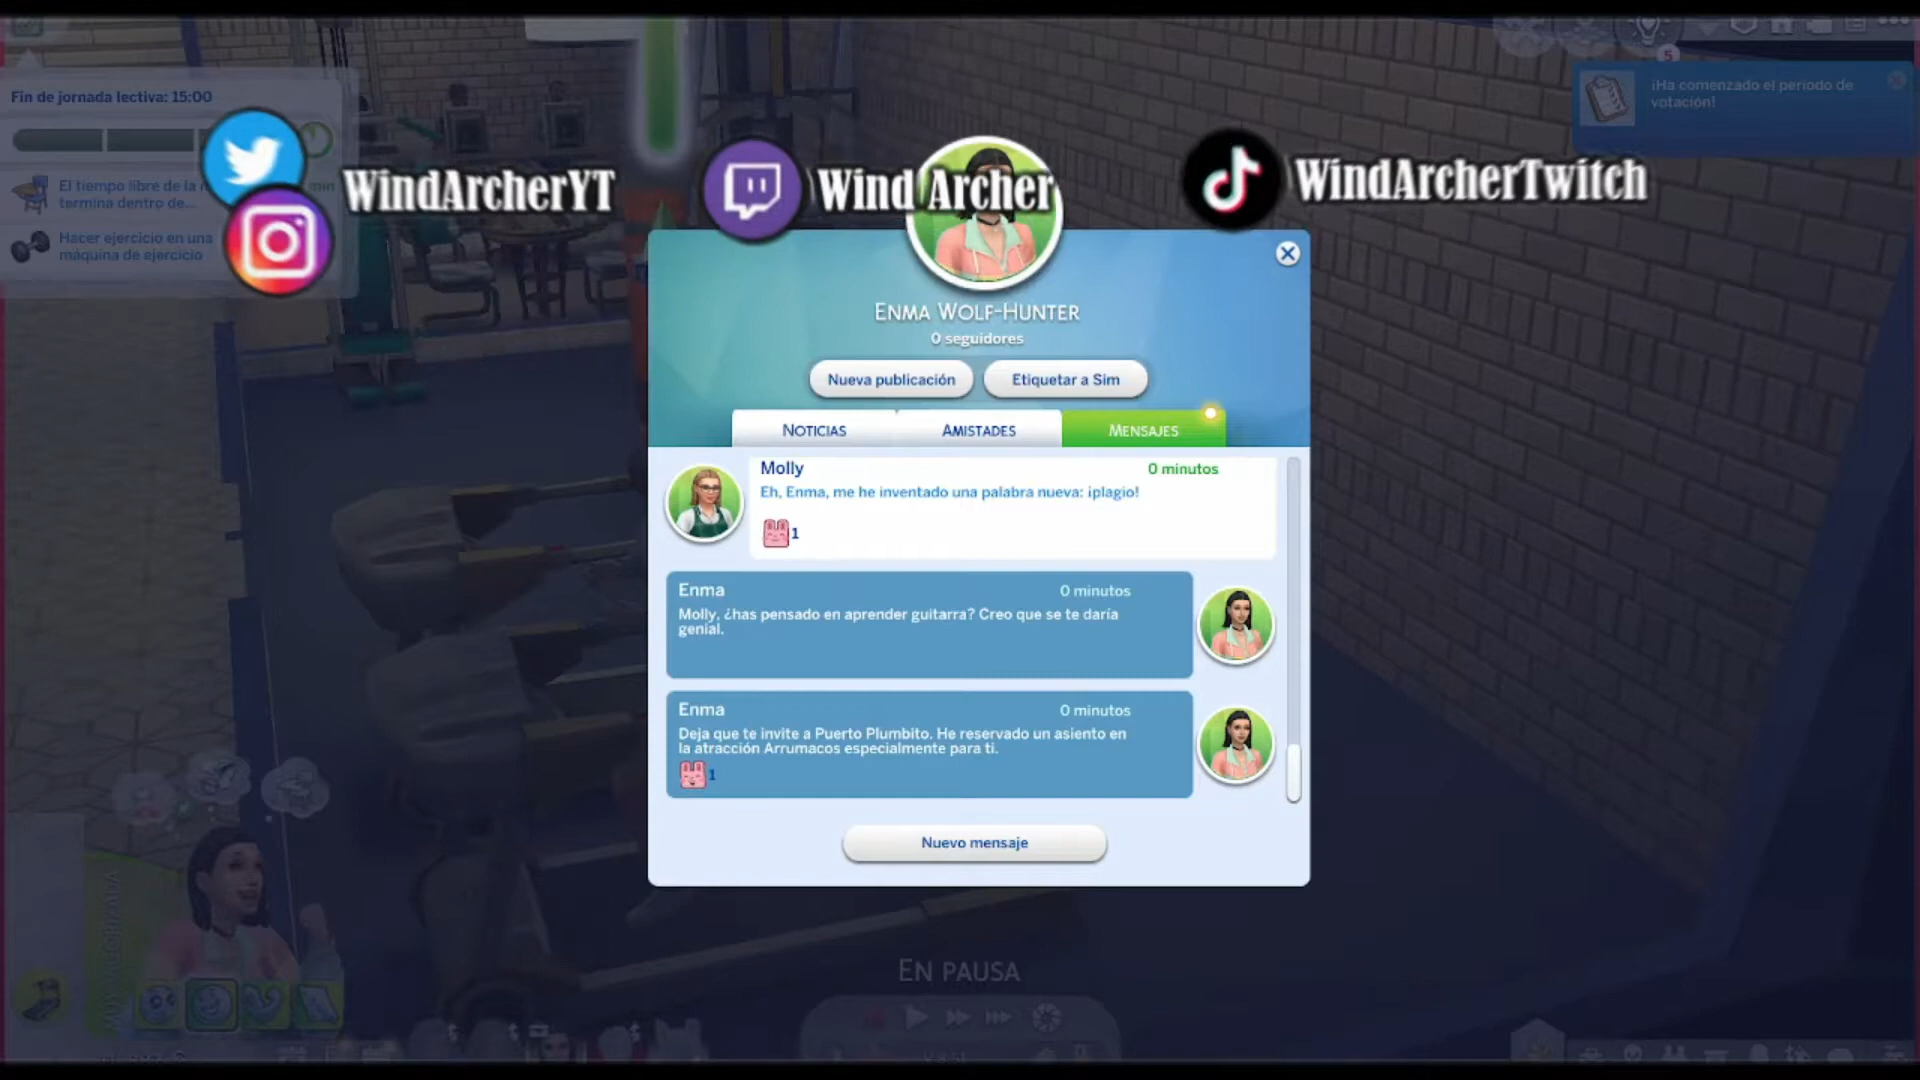 Fin de jornada lectiva: 15:00
El tiempo libre de la
termina dentro de...
min
Hacer ejercicio en una
máquina de ejercicio
WindArcherYT
Wind Archer
WindArcherTwitch
5
¡Ha comenzado el periodo de
votación!
ENMA WOLF-HUNTER
0 seguidores
Nueva publicación
Etiquetar a Sim
NOTICIAS
AMISTADES
MENSAJES
Molly
0 minutos
Eh, Enma, me he inventado una palabra nueva: ¡plagio!
1
Enma
0 minutos
Molly, ¿has pensado en aprender guitarra? Creo que se te daría
genial.
Enma
0 minutos
Deja que te invite a Puerto Plumbito. He reservado un asiento en
la atracción Arrumacos especialmente para ti.
1
Nuevo mensaje
EN PAUSA